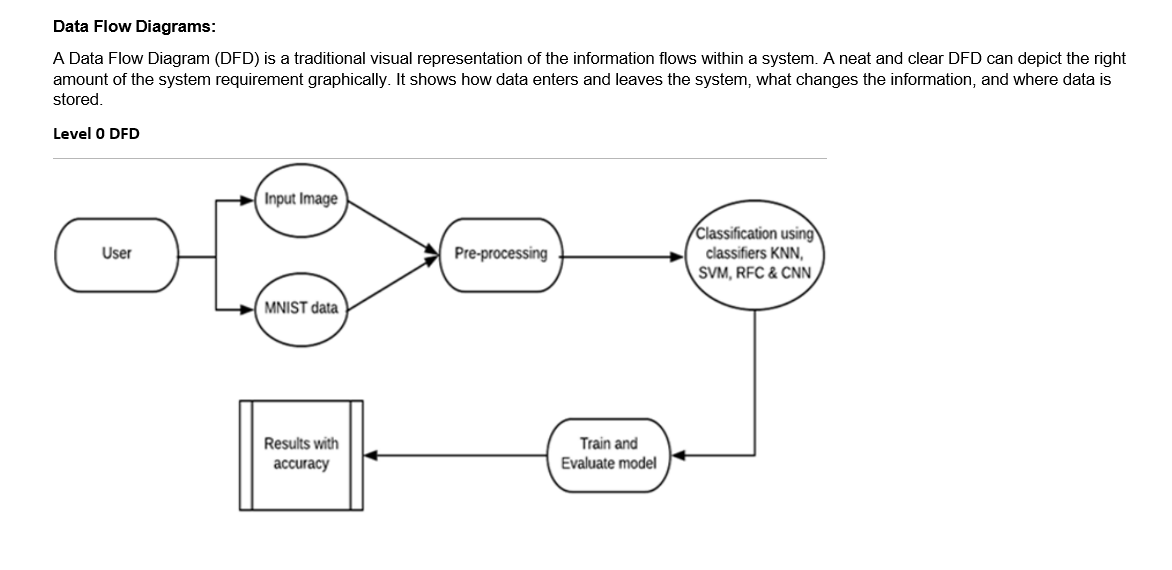 Data Flow Diagrams:
A Data Flow Diagram (DFD) is a traditional visual representation of the information flows within a system. A neat and clear DFD can depict the right
amount of the system requirement graphically. It shows how data enters and leaves the system, what changes the information, and where data is
stored.
Level 0 DFD
Input Image
User
Pre-processing
Classification using
classifiers KNN,
SVM, RFC & CNN
MNIST data
Results with
accuracy
Train and
Evaluate model